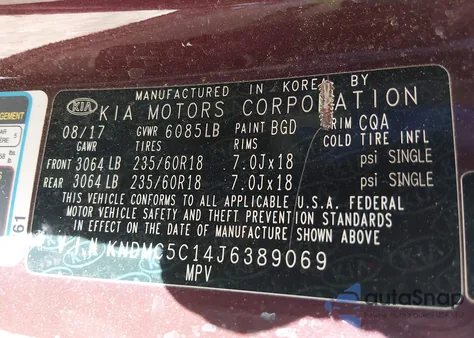 MANUFACTURED IN KOREA BY
KIA KIA MOTORS CORPORATION
08/17 GVWR 6085LB PAINT BGD TRIM CQA
GAWR TIRES RIMS COLD TIRE INFL
FRONT 3064 LB 235/60R18 7.0Jx18 psi SINGLE
REAR 3064 LB 235/60R18 7.0Jx18 psi SINGLE
THIS VEHICLE CONFORMS TO ALL APPLICABLE U.S.A. FEDERAL
MOTOR VEHICLE SAFETY AND THEFT PREVENTION STANDARDS
IN EFFECT ON THE DATE OF MANUFACTURE SHOWN ABOVE
V.I.N KNDMC5C14J6389069
MPV
61
autoSnap